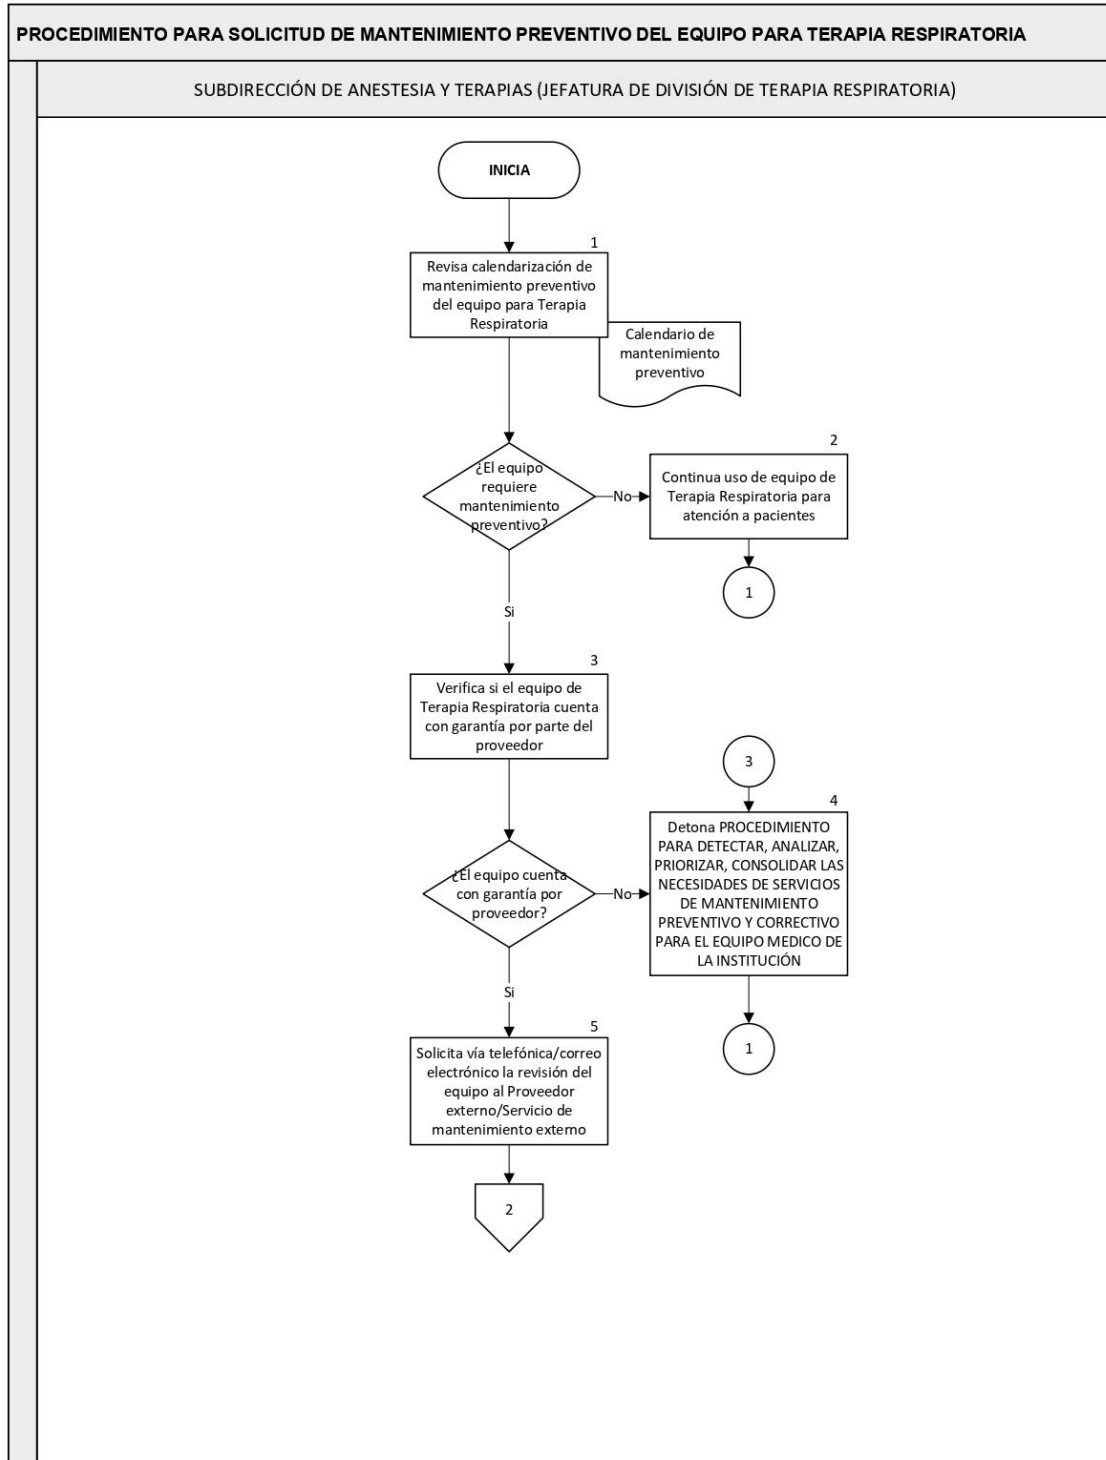 PROCEDIMIENTO PARA SOLICITUD DE MANTENIMIENTO PREVENTIVO DEL EQUIPO PARA TERAPIA RESPIRATORIA
SUBDIRECCIÓN DE ANESTESIA Y TERAPIAS (JEFATURA DE DIVISIÓN DE TERAPIA RESPIRATORIA)
INICIA
1
Revisa calendarización de
mantenimiento preventivo
del equipo para Terapia
Respiratoria
Calendario de
mantenimiento
preventivo
¿El equipo
requiere
mantenimiento
preventivo?
No
2
Continua uso de equipo de
Terapia Respiratoria para
atención a pacientes
1
Si
3
Verifica si el equipo de
Terapia Respiratoria cuenta
con garantía por parte del
proveedor
3
¿El equipo cuenta
con garantía por
proveedor?
No
4
Detona PROCEDIMIENTO
PARA DETECTAR, ANALIZAR,
PRIORIZAR, CONSOLIDAR LAS
NECESIDADES DE SERVICIOS
DE MANTENIMIENTO
PREVENTIVO Y CORRECTIVO
PARA EL EQUIPO MEDICO DE
LA INSTITUCIÓN
1
Si
5
Solicita vía telefónica/correo
electrónico la revisión del
equipo al Proveedor
externo/Servicio de
mantenimiento externo
2